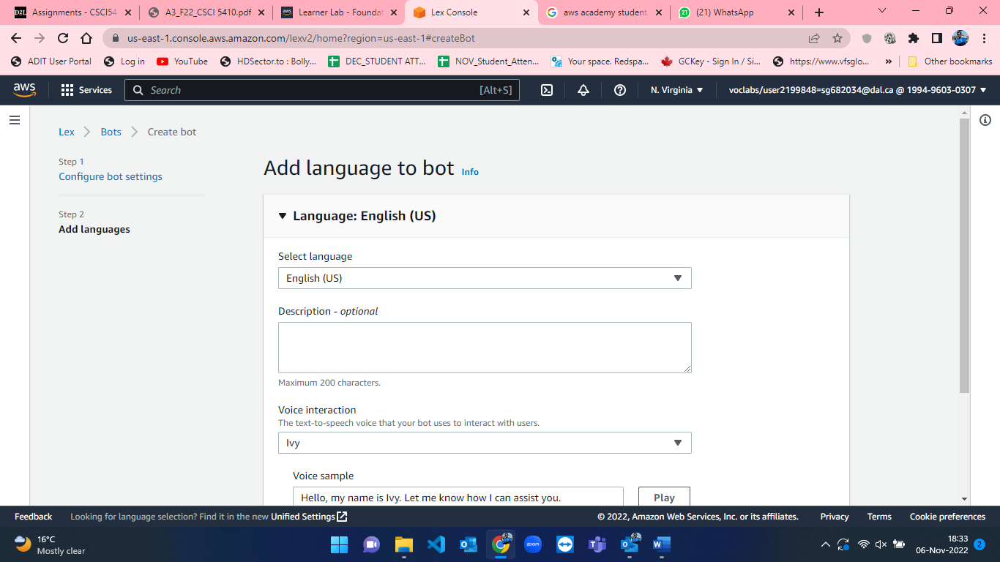 Assignments - CSCI54
A3_F22_CSCI 5410.pdf
Learner Lab - Foundat
Lex Console
aws academy student
(21) WhatsApp
us-east-1.console.aws.amazon.com/lexv2/home?region=us-east-1#createBot
ADIT User Portal
Log in
YouTube
HDSector.to : Bolly...
DEC_STUDENT ATT...
NOV_Student_Atten...
Your space. Redspa...
GCKey - Sign In / Si...
https://www.vfsglo...
»
Other bookmarks
aws
Services
Search
[Alt+S]
N. Virginia
voclabs/user2199848=sg682034@dal.ca @ 1994-9603-0307
Lex
Bots
Create bot
Step 1
Configure bot settings
Step 2
Add languages
Add language to bot Info
Language: English (US)
Select language
English (US)
Description - optional
Maximum 200 characters.
Voice interaction
The text-to-speech voice that your bot uses to interact with users.
Ivy
Voice sample
Hello, my name is Ivy. Let me know how I can assist you.
Play
Feedback
Looking for language selection? Find it in the new Unified Settings
© 2022, Amazon Web Services, Inc. or its affiliates.
Privacy
Terms
Cookie preferences
16°C
Mostly clear
zoom
18:33
06-Nov-2022
2